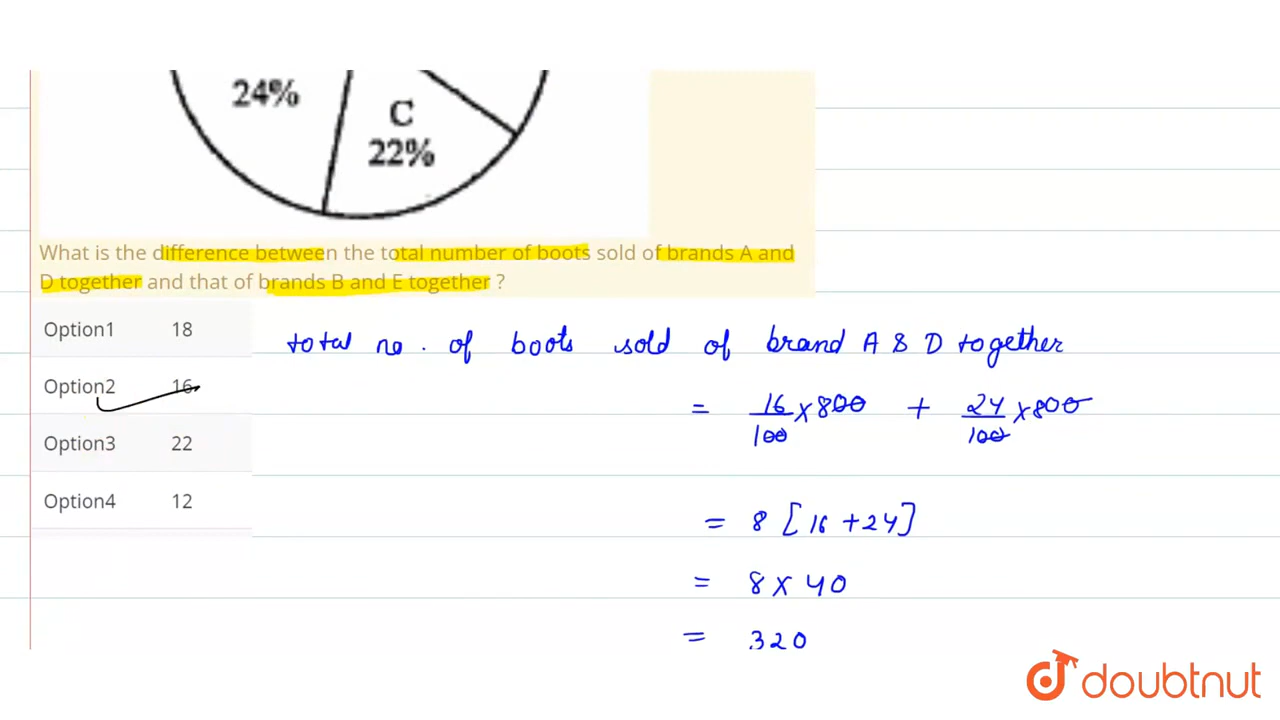 24%
C
22%
What is the difference between the total number of boots sold of brands A and
D together and that of brands B and E together ?
Option1 18
Option2 16
Option3 22
Option4 12
total no. of boots sold of brand A & D together
= 16/100 × 800 + 24/100 × 800
= 8 [16 + 24]
= 8 × 40
= 320
doubtnut